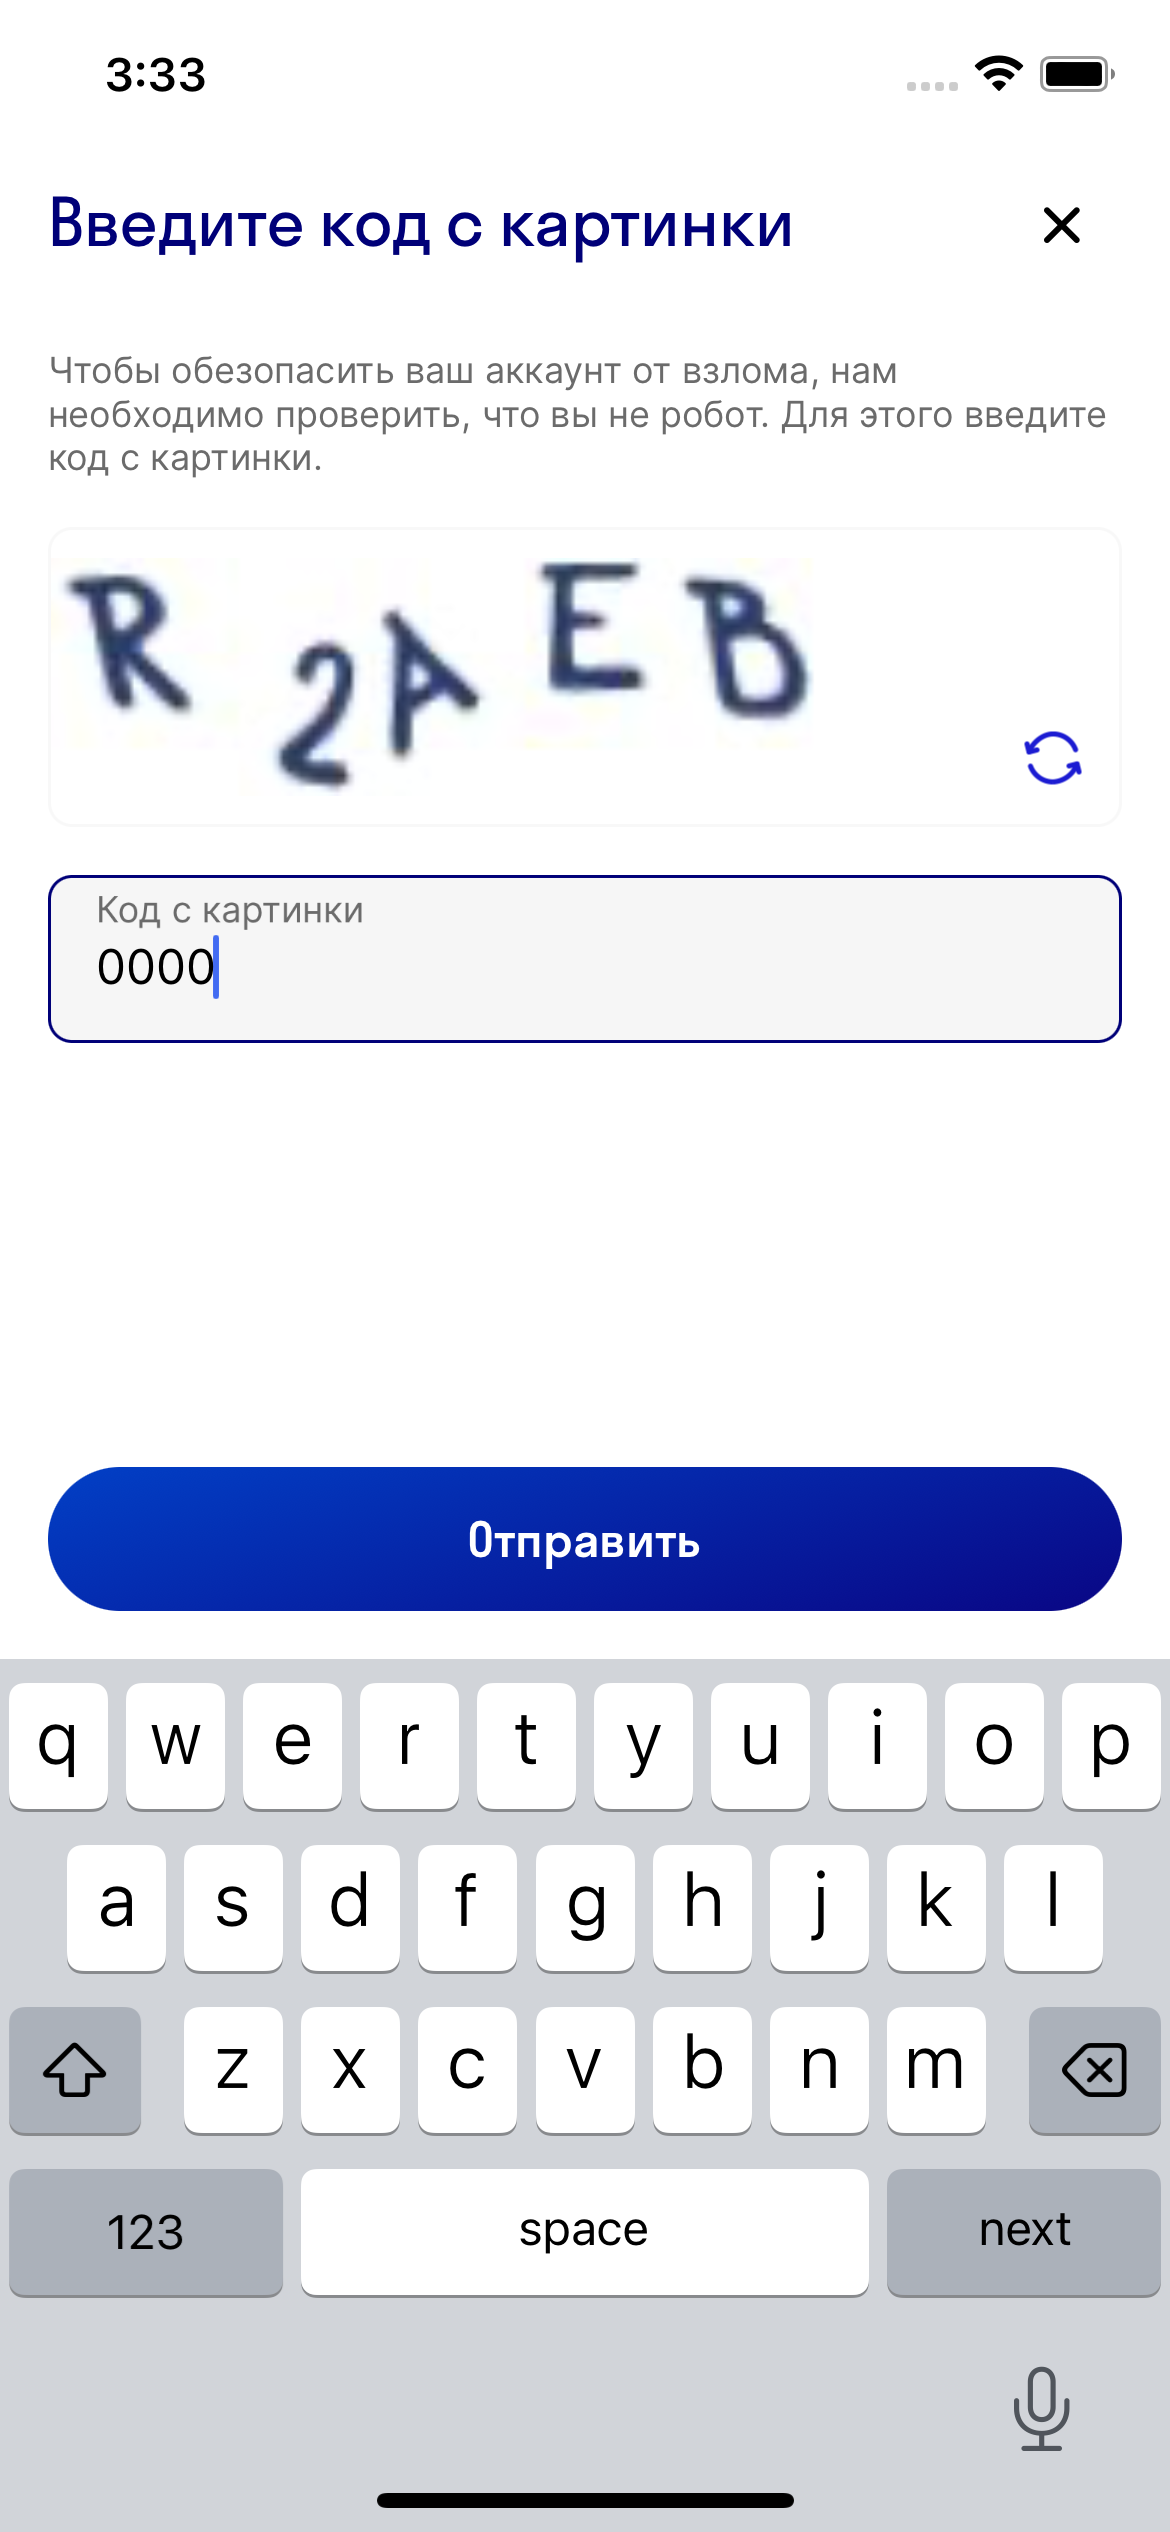 3:33
Введите код с картинки
Чтобы обезопасить ваш аккаунт от взлома, нам
необходимо проверить, что вы не робот. Для этого введите
код с картинки.
R2AEB
Код с картинки
0000
Отправить
q w e r t y u i o p
a s d f g h j k l
z x c v b n m
123 space next